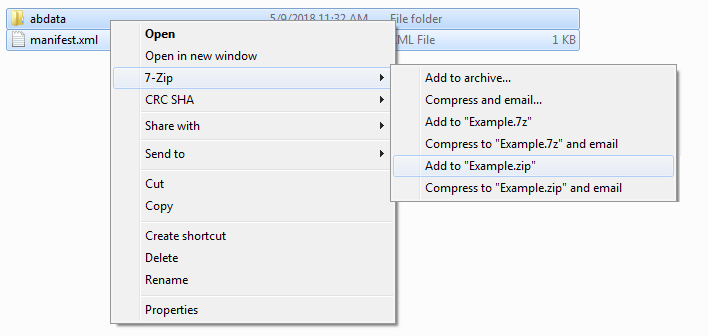 abdata 5/9/2018 11:32 AM File folder
manifest.xml ML File 1 KB
Open
Open in new window
7-Zip
CRC SHA
Share with
Send to
Cut
Copy
Create shortcut
Delete
Rename
Properties
Add to archive...
Compress and email...
Add to "Example.7z"
Compress to "Example.7z" and email
Add to "Example.zip"
Compress to "Example.zip" and email